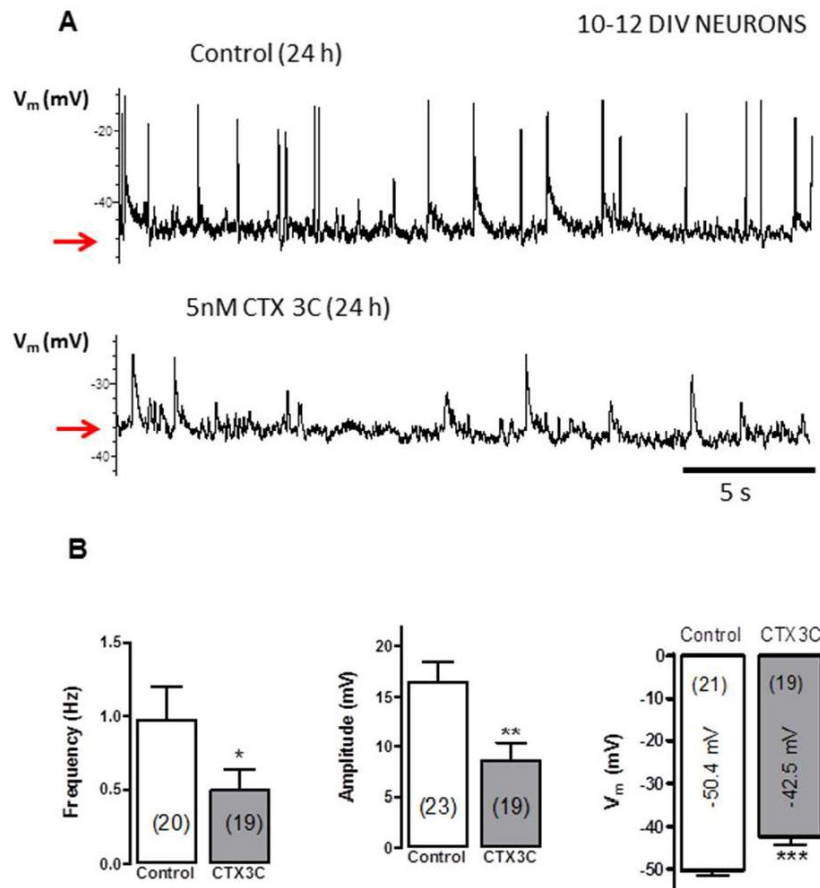 A
10-12 DIV NEURONS
Control (24 h)
Vm (mV)
-20
-40
5nM CTX 3C (24 h)
Vm (mV)
-30
-40
5 s
B
Frequency (Hz)
1.5
1.0
0.5
0.0
*
(20)
(19)
Control
CTX3C
Amplitude (mV)
20
15
10
5
0
**
(23)
(19)
Control
CTX3C
Control
CTX3C
Vm (mV)
0
-10
-20
-30
-40
-50
(21)
(19)
-50.4 mV
-42.5 mV
***